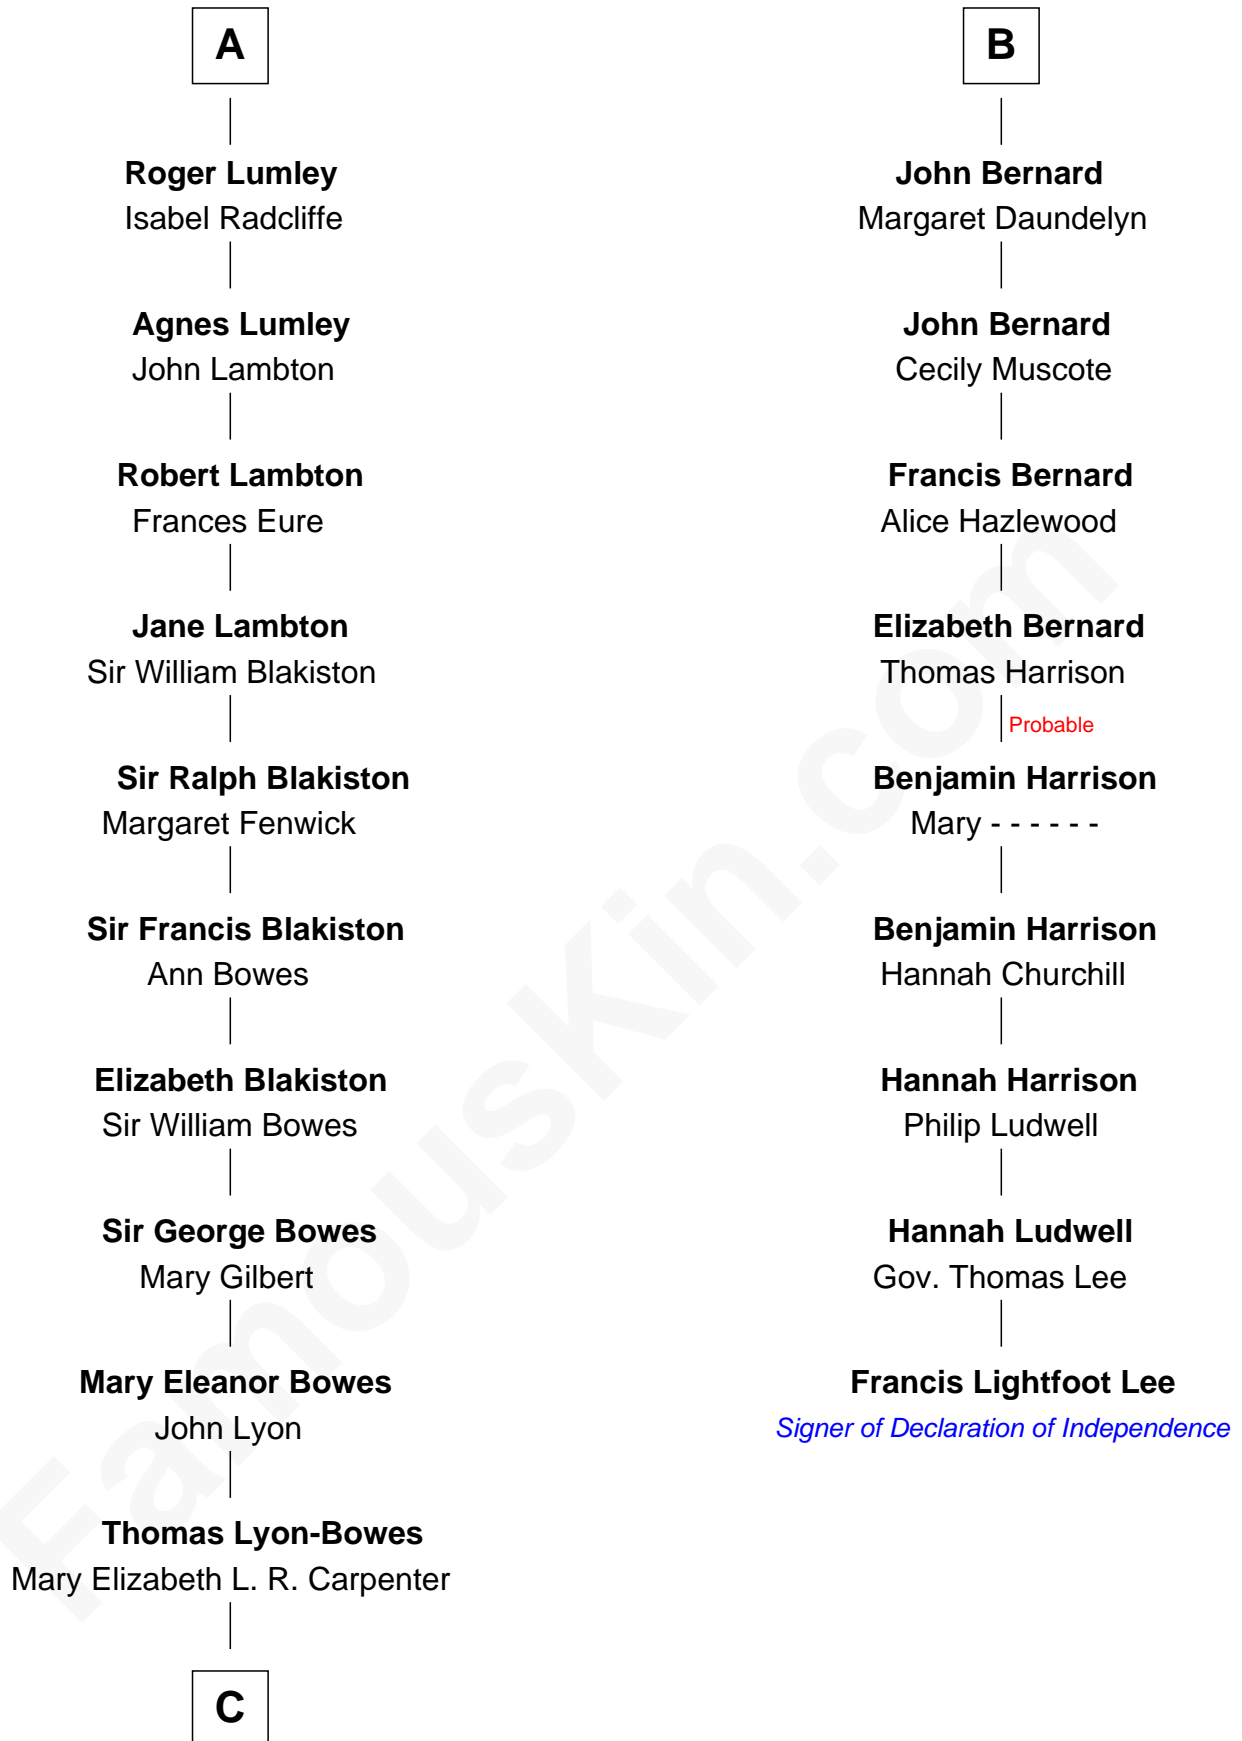 A
Roger Lumley
Isabel Radcliffe
Agnes Lumley
John Lambton
Robert Lambton
Frances Eure
Jane Lambton
Sir William Blakiston
Sir Ralph Blakiston
Margaret Fenwick
Sir Francis Blakiston
Ann Bowes
Elizabeth Blakiston
Sir William Bowes
Sir George Bowes
Mary Gilbert
Mary Eleanor Bowes
John Lyon
Thomas Lyon-Bowes
Mary Elizabeth L. R. Carpenter
C
B
John Bernard
Margaret Daundelyn
John Bernard
Cecily Muscote
Francis Bernard
Alice Hazlewood
Elizabeth Bernard
Thomas Harrison
Probable
Benjamin Harrison
Mary - - - - - -
Benjamin Harrison
Hannah Churchill
Hannah Harrison
Philip Ludwell
Hannah Ludwell
Gov. Thomas Lee
Francis Lightfoot Lee
Signer of Declaration of Independence
FamousKin.com